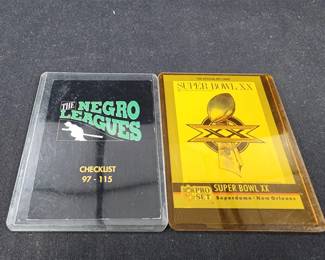 THE NEGRO
LEAGUES
CHECKLIST
97 - 115
SUPER BOWL XX
XX
PRO
SET
SUPER BOWL XX
Superdome • New Orleans